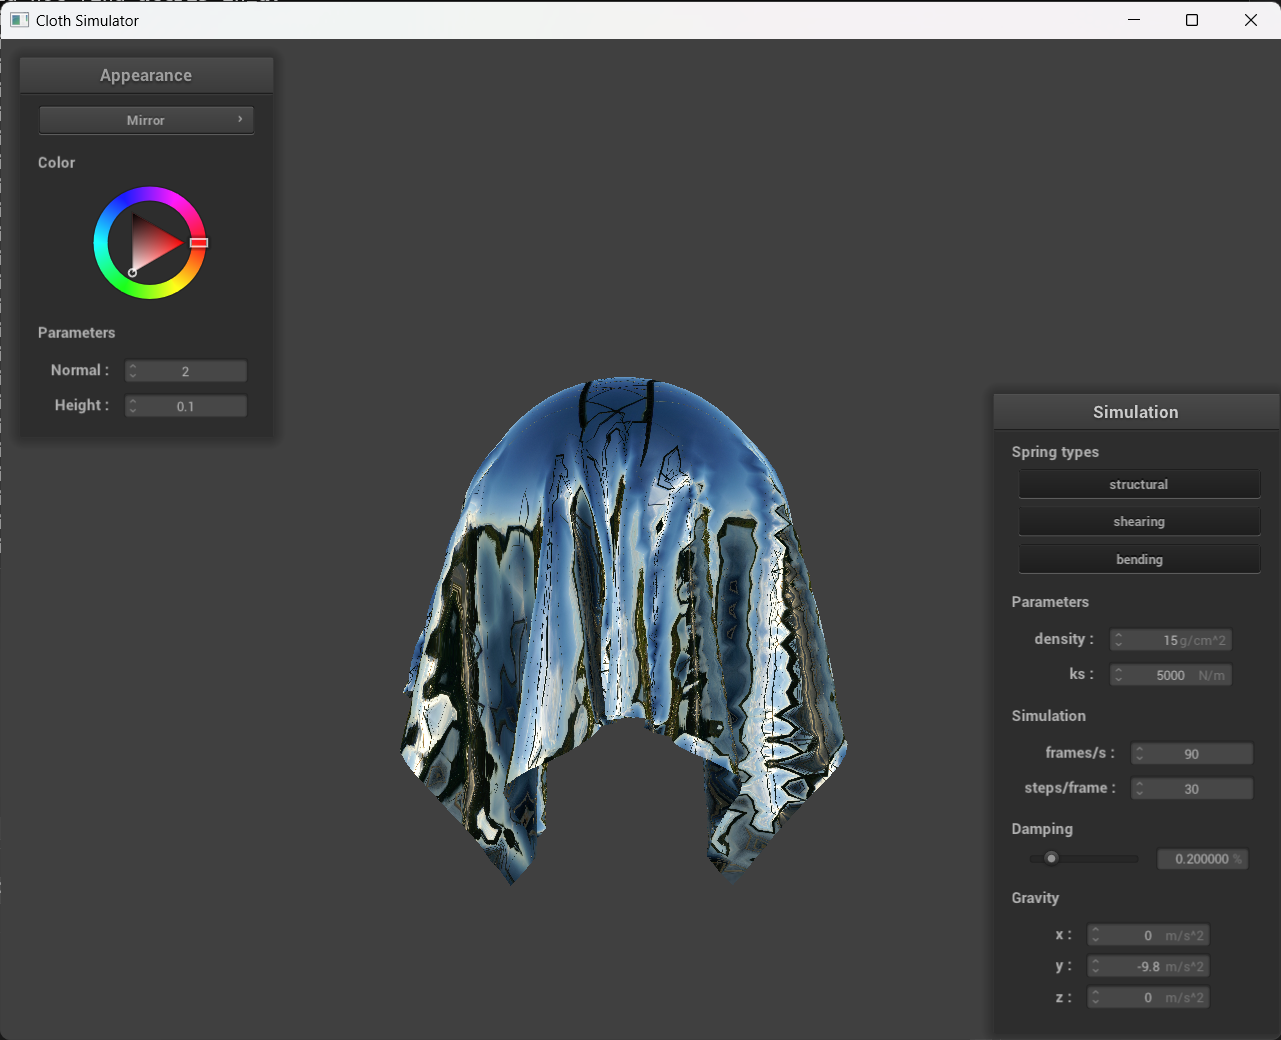 Cloth Simulator
Appearance
Mirror
Color
Parameters
Normal : 2
Height : 0.1
Simulation
Spring types
structural
shearing
bending
Parameters
density : 15 g/cm^2
ks : 5000 N/m
Simulation
frames/s : 90
steps/frame : 30
Damping
0.200000 %
Gravity
x : 0 m/s^2
y : -9.8 m/s^2
z : 0 m/s^2